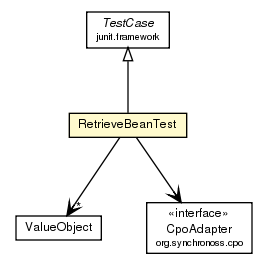 TestCase
junit.framework
RetrieveBeanTest
*
ValueObject
«interface»
CpoAdapter
org.synchronoss.cpo